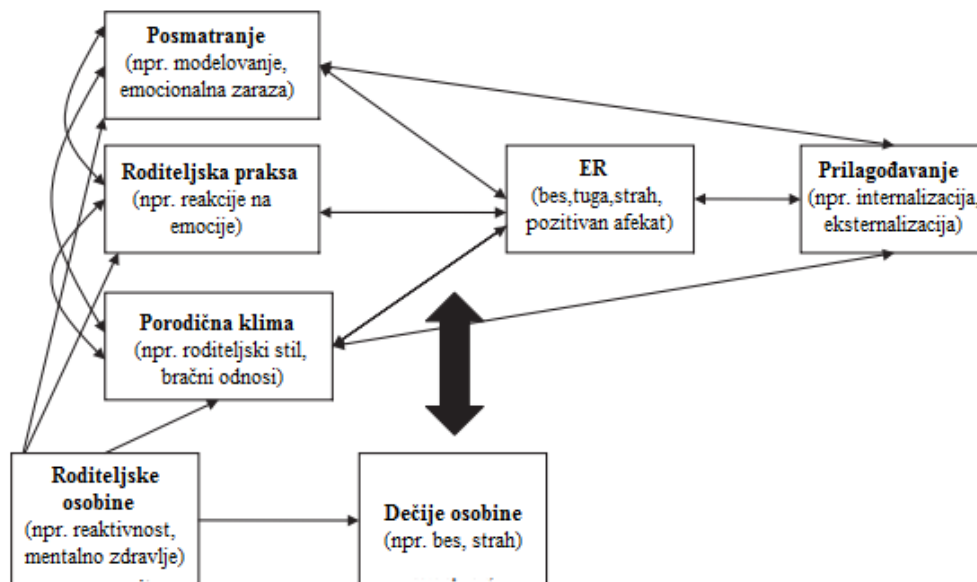 Posmatranje
(npr. modelovanje,
emocionalna zaraza)
Roditeljska praksa
(npr. reakcije na
emocije)
ER
(bes,tuga,strah,
pozitivan afekat)
Prilagođavanje
(npr. internalizacija,
eksternalizacija)
Porodična klima
(npr. roditeljski stil,
bračni odnosi)
Roditeljske
osobine
(npr. reaktivnost,
mentalno zdravlje)
Dečije osobine
(npr. bes, strah)